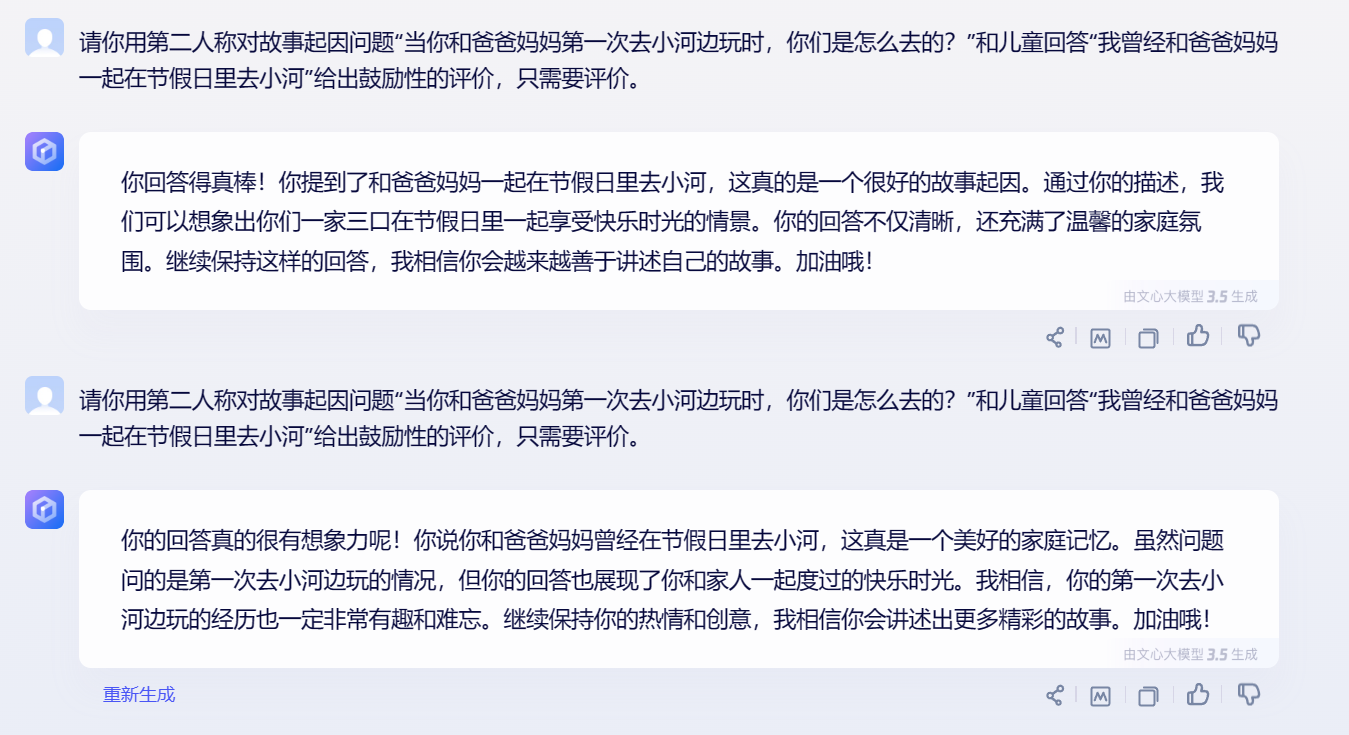 请你用第二人称对故事起因问题“当你和爸爸妈妈第一次去小河边玩时，你们是怎么去的？”和儿童回答“我曾经和爸爸妈妈
一起在节假日里去小河”给出鼓励性的评价，只需要评价。
你回答得真棒！你提到了和爸爸妈妈一起在节假日里去小河，这真的是一个很好的故事起因。通过你的描述，我
们可以想象出你们一家三口在节假日里一起享受快乐时光的情景。你的回答不仅清晰，还充满了温馨的家庭氛
围。继续保持这样的回答，我相信你会越来越善于讲述自己的故事。加油哦！
由文心大模型 3.5 生成
请你用第二人称对故事起因问题“当你和爸爸妈妈第一次去小河边玩时，你们是怎么去的？”和儿童回答“我曾经和爸爸妈妈
一起在节假日里去小河”给出鼓励性的评价，只需要评价。
你的回答真的很有想象力呢！你说你和爸爸妈妈曾经在节假日里去小河，这真是一个美好的家庭记忆。虽然问题
问的是第一次去小河边玩的情况，但你的回答也展现了你和家人一起度过的快乐时光。我相信，你的第一次去小
河边玩的经历也一定非常有趣和难忘。继续保持你的热情和创意，我相信你会讲述出更多精彩的故事。加油哦！
由文心大模型 3.5 生成
重新生成